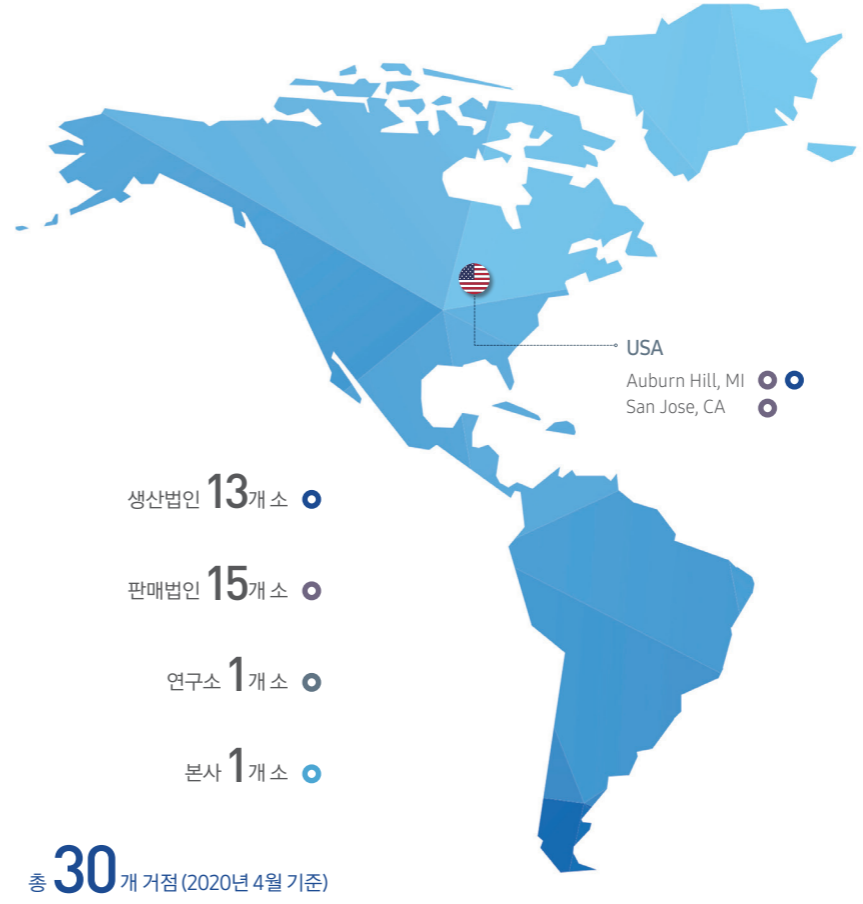 USA
Auburn Hill, MI
San Jose, CA
생산법인 13개 소
판매법인 15개 소
연구소 1개 소
본사 1개 소
총 30개 거점 (2020년 4월 기준)